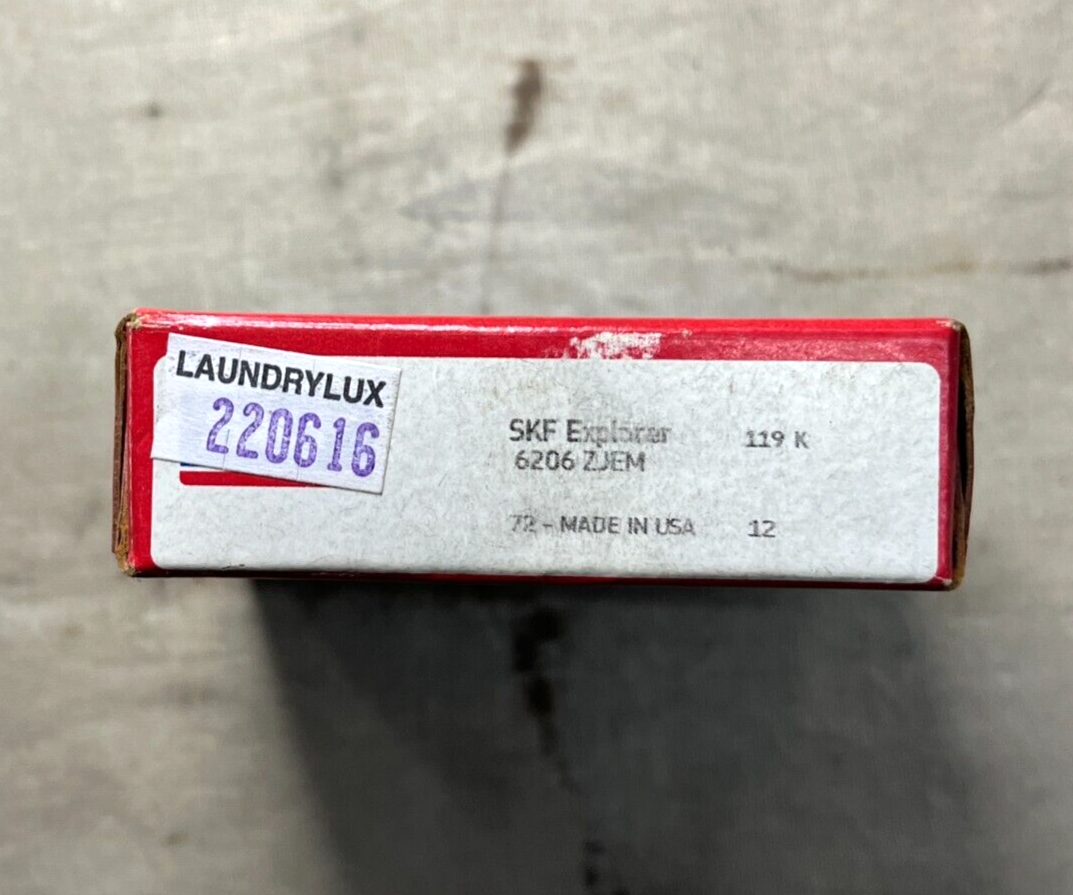 LAUNDRYLUX
220616
SKF Explorer 119 K
6206 ZJEM
72 - MADE IN USA 12